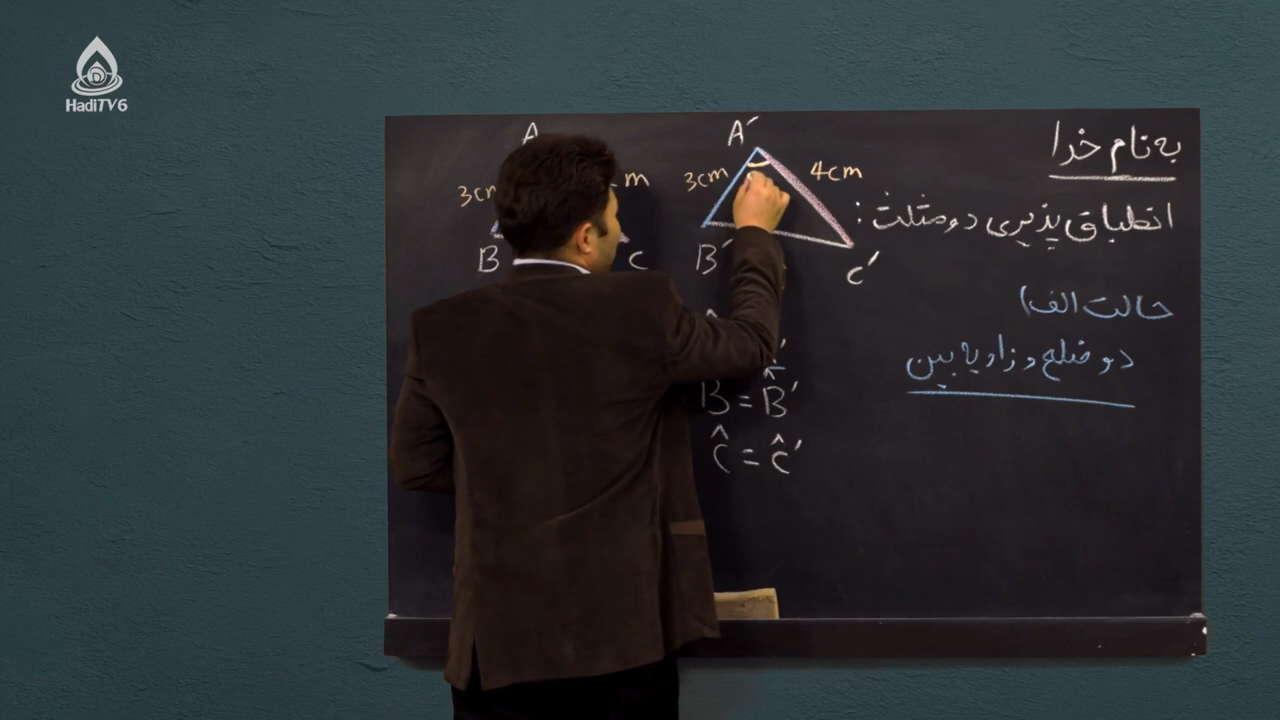 HadiTV6
به نام خدا
انطباق پذیری دو مثلث:
حالت الف)
دو ضلع و زاویه بین
A
3cm
m
B
C
A′
3cm
4cm
B′
C′
B = B̂′
Ĉ = Ĉ′